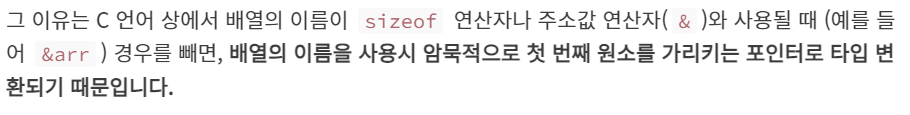 그 이유는 C 언어 상에서 배열의 이름이 sizeof 연산자나 주소값 연산자( & )와 사용될 때 (예를 들
어 &arr ) 경우를 빼면, 배열의 이름을 사용시 암묵적으로 첫 번째 원소를 가리키는 포인터로 타입 변
환되기 때문입니다.